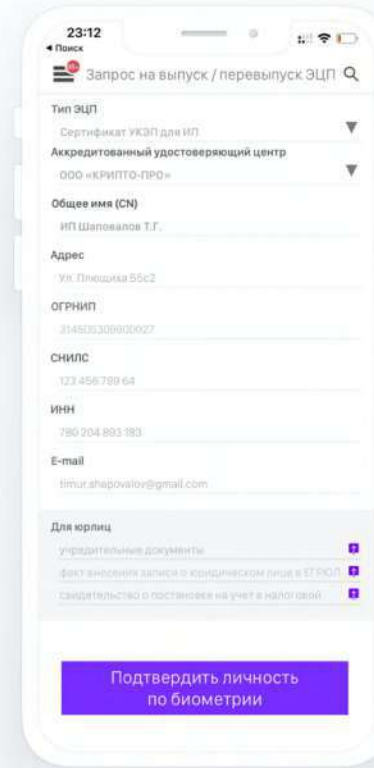 23:12
◀ Поиск
Запрос на выпуск / перевыпуск ЭЦП
Тип ЭЦП
Сертификат УКЭП для ИП
Аккредитованный удостоверяющий центр
ООО «КРИПТО-ПРО»
Общее имя (CN)
ИП Шаповалов Т.Г.
Адрес
Ул. Плющиха 55с2
ОГРНИП
314505309900027
СНИЛС
123 456 789 64
ИНН
780 204 893 183
E-mail
timur.shapovalov@gmail.com
Для юрлиц
учредительные документы
факт внесения записи о юридическом лице в ЕГРЮЛ
свидетельство о постановке на учет в налоговой
Подтвердить личность
по биометрии